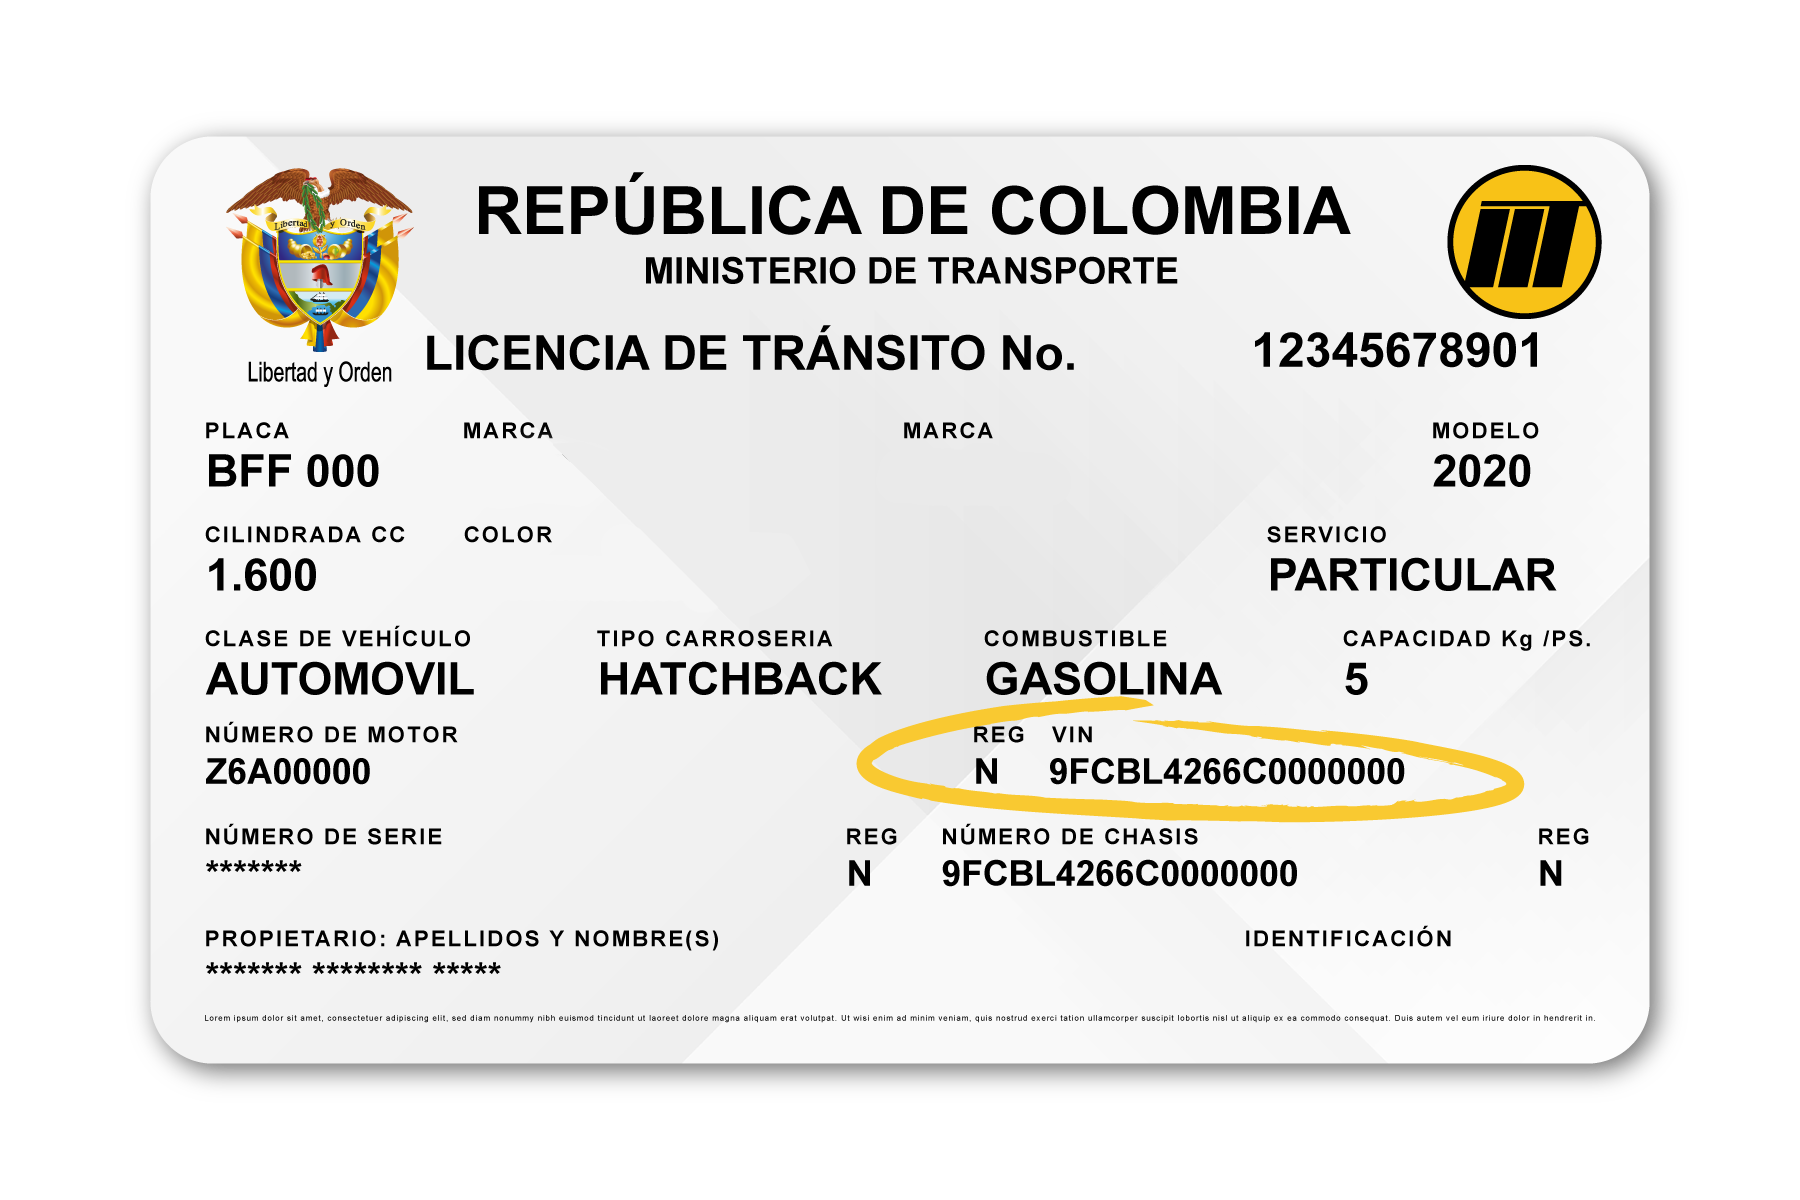 REPÚBLICA DE COLOMBIA
MINISTERIO DE TRANSPORTE
Libertad y Orden
Libertad y Orden
LICENCIA DE TRÁNSITO No. 12345678901
PLACA MARCA MARCA MODELO
BFF 000 2020
CILINDRADA CC COLOR SERVICIO
1.600 PARTICULAR
CLASE DE VEHÍCULO TIPO CARROSERIA COMBUSTIBLE CAPACIDAD Kg /PS.
AUTOMOVIL HATCHBACK GASOLINA 5
NÚMERO DE MOTOR REG VIN
Z6A00000 N 9FCBL4266C0000000
NÚMERO DE SERIE REG NÚMERO DE CHASIS REG
******* N 9FCBL4266C0000000 N
PROPIETARIO: APELLIDOS Y NOMBRE(S) IDENTIFICACIÓN
******* ******** *****
Lorem ipsum dolor sit amet, consectetuer adipiscing elit, sed diam nonummy nibh euismod tincidunt ut laoreet dolore magna aliquam erat volutpat. Ut wisi enim ad minim veniam, quis nostrud exerci tation ullamcorper suscipit lobortis nisl ut aliquip ex ea commodo consequat. Duis autem vel eum iriure dolor in hendrerit in.